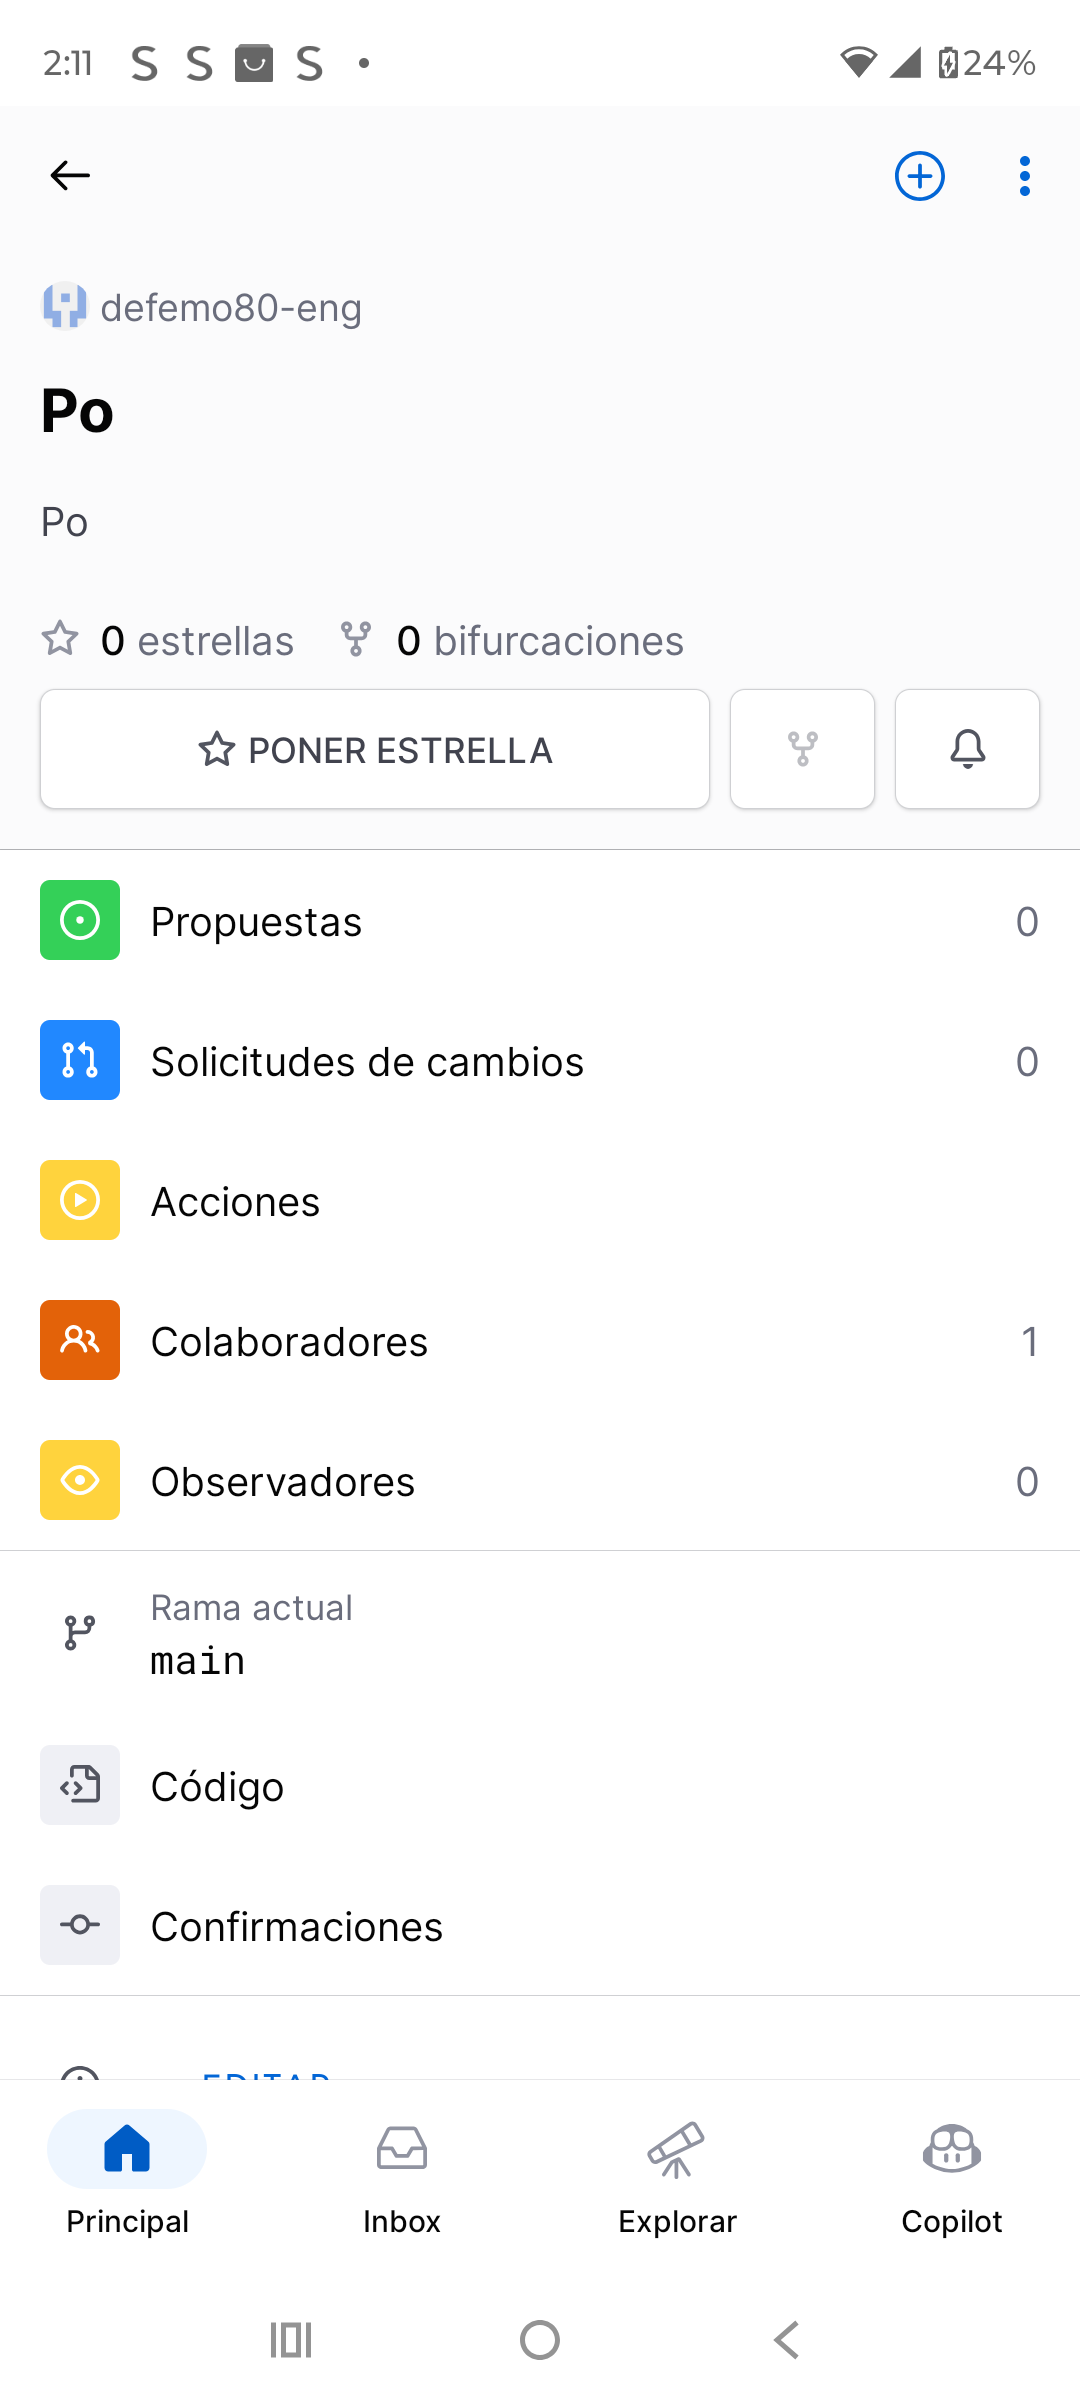 2:11 S S S 24%
defemo80-eng
Po
Po
0 estrellas 0 bifurcaciones
PONER ESTRELLA
Propuestas 0
Solicitudes de cambios 0
Acciones
Colaboradores 1
Observadores 0
Rama actual
main
Código
Confirmaciones
EDITAR
Principal Inbox Explorar Copilot